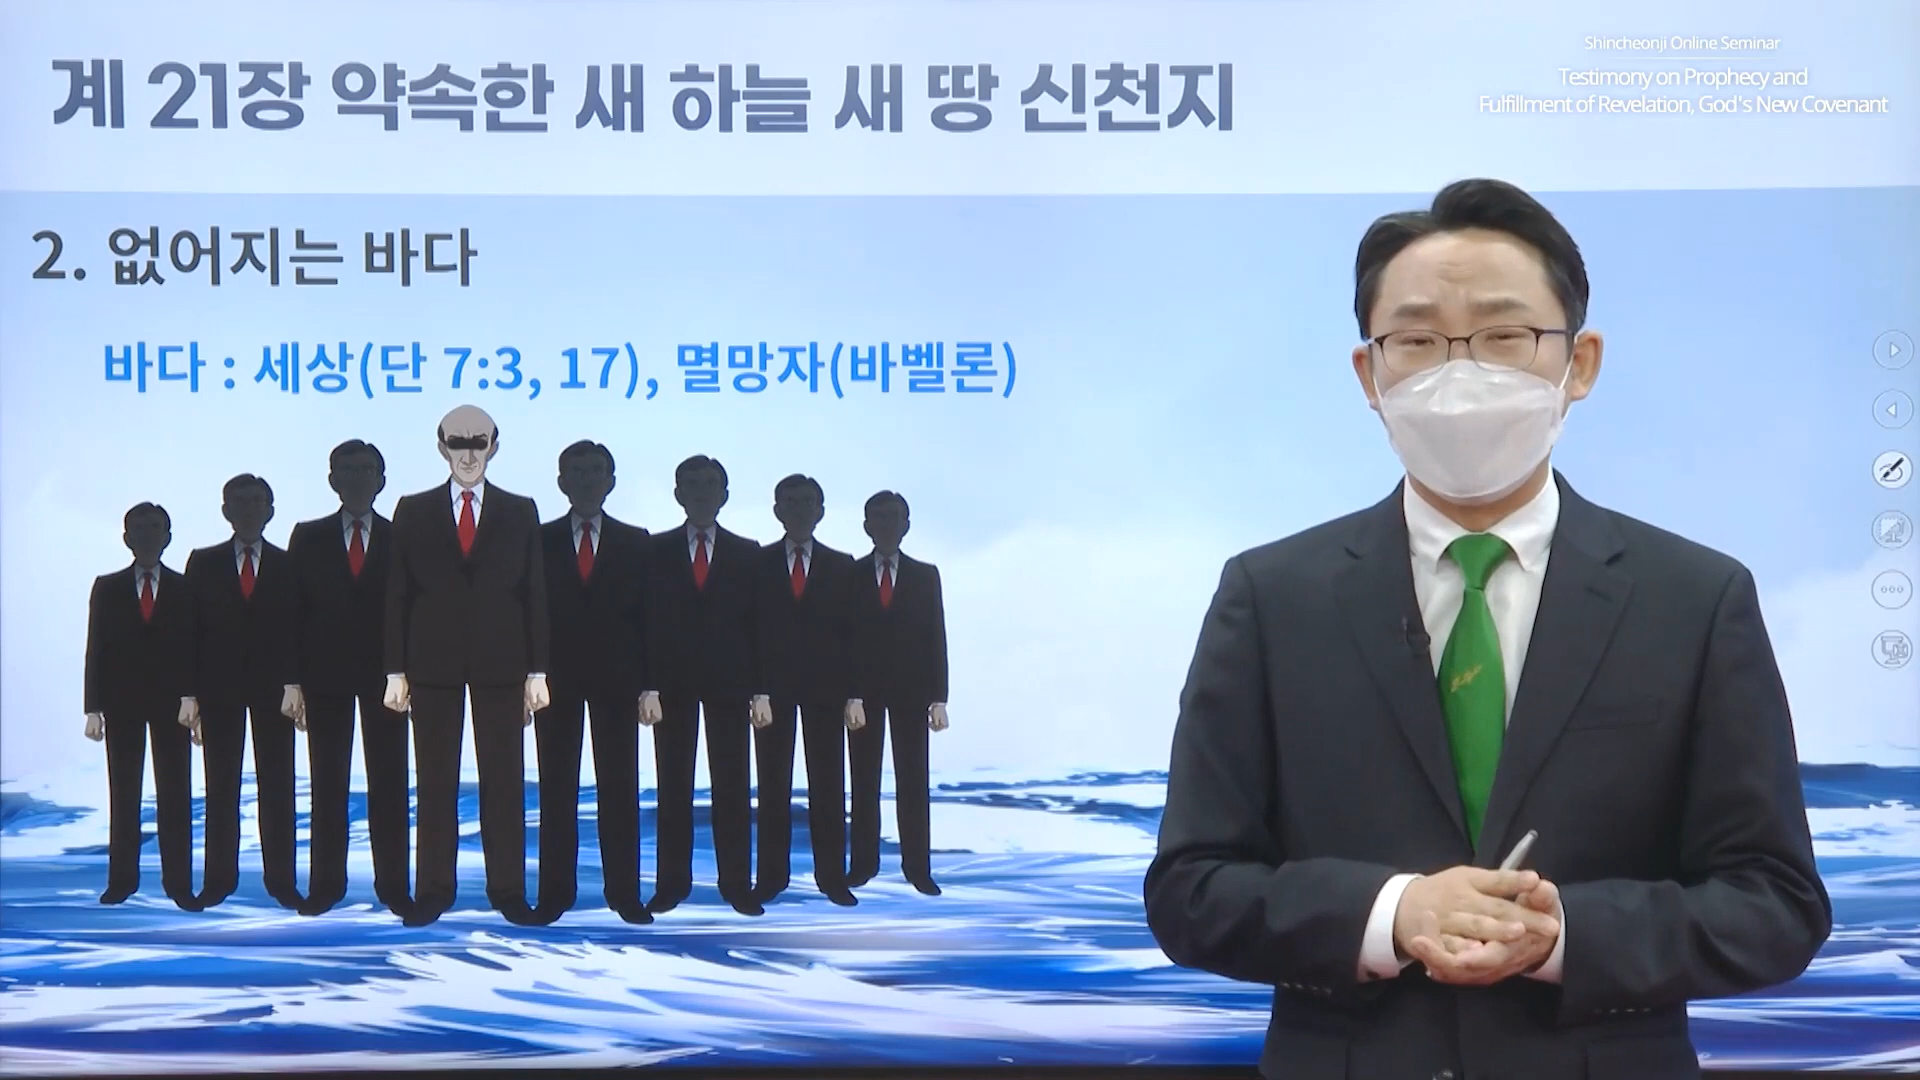 계 21장 약속한 새 하늘 새 땅 신천지
Shincheonji Online Seminar
Testimony on Prophecy and
Fulfillment of Revelation, God's New Covenant
2. 없어지는 바다
바다 : 세상(단 7:3, 17), 멸망자(바벨론)